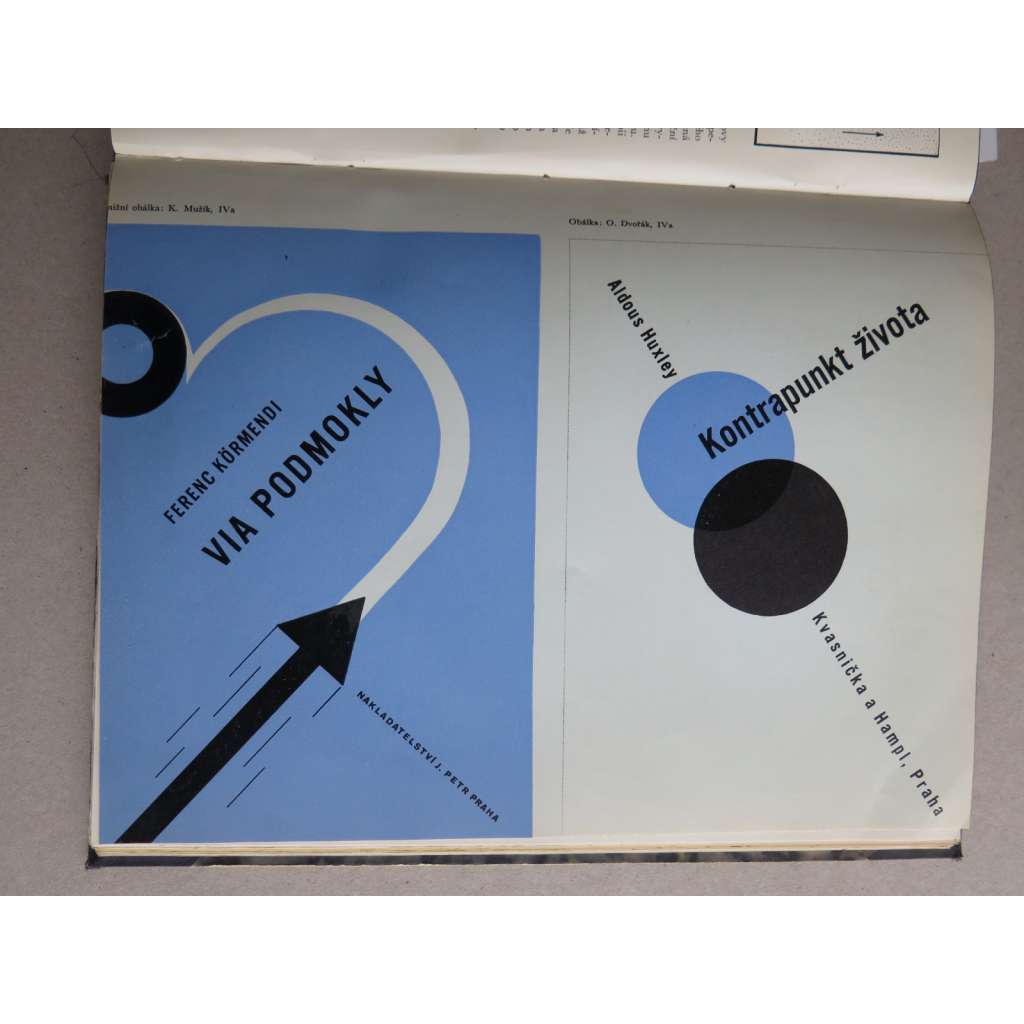 nižní obálka: K. Mužík, IVa
FERENC KÖRMENDI
VIA PODMOKLY
NAKLADATELSTVÍ J. PETR PRAHA
Obálka: O. Dvořák, IVa
Aldous Huxley
Kontrapunkt života
Kvasnička a Hampl, Praha